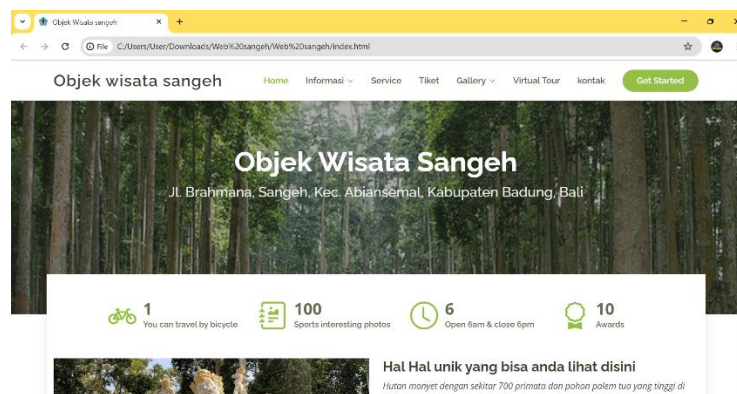 Objek Wisata sangeh
File C:/Users/User/Downloads/Web%20sangeh/Web%20sangeh/index.html
Objek wisata sangeh Home Informasi Service Tiket Gallery Virtual Tour kontak Get Started
Objek Wisata Sangeh
Jl. Brahmana, Sangeh, Kec. Abiansemal, Kabupaten Badung, Bali
1
You can travel by bicycle
100
Sports interesting photos
6
Open 6am & close 6pm
10
Awards
Hal Hal unik yang bisa anda lihat disini
Hutan monyet dengan sekitar 700 primata dan pohon palem tua yang tinggi di